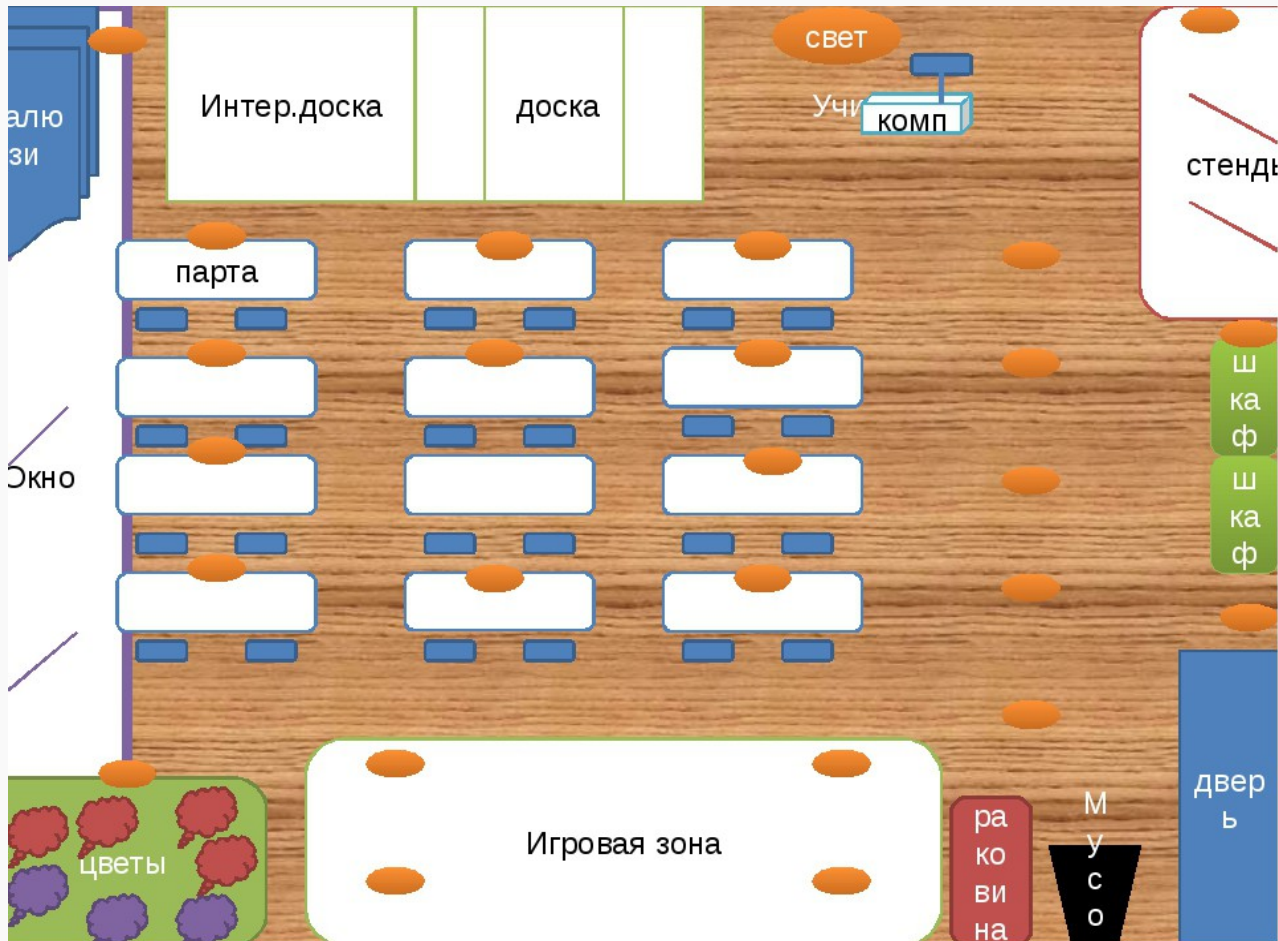 свет
алю
зи
Интер.доска
доска
Учи
комп
стендь
парта
ш
ка
ф
Окно
ш
ка
ф
двер
ь
М
у
с
о
ра
ко
ви
на
Игровая зона
цветы